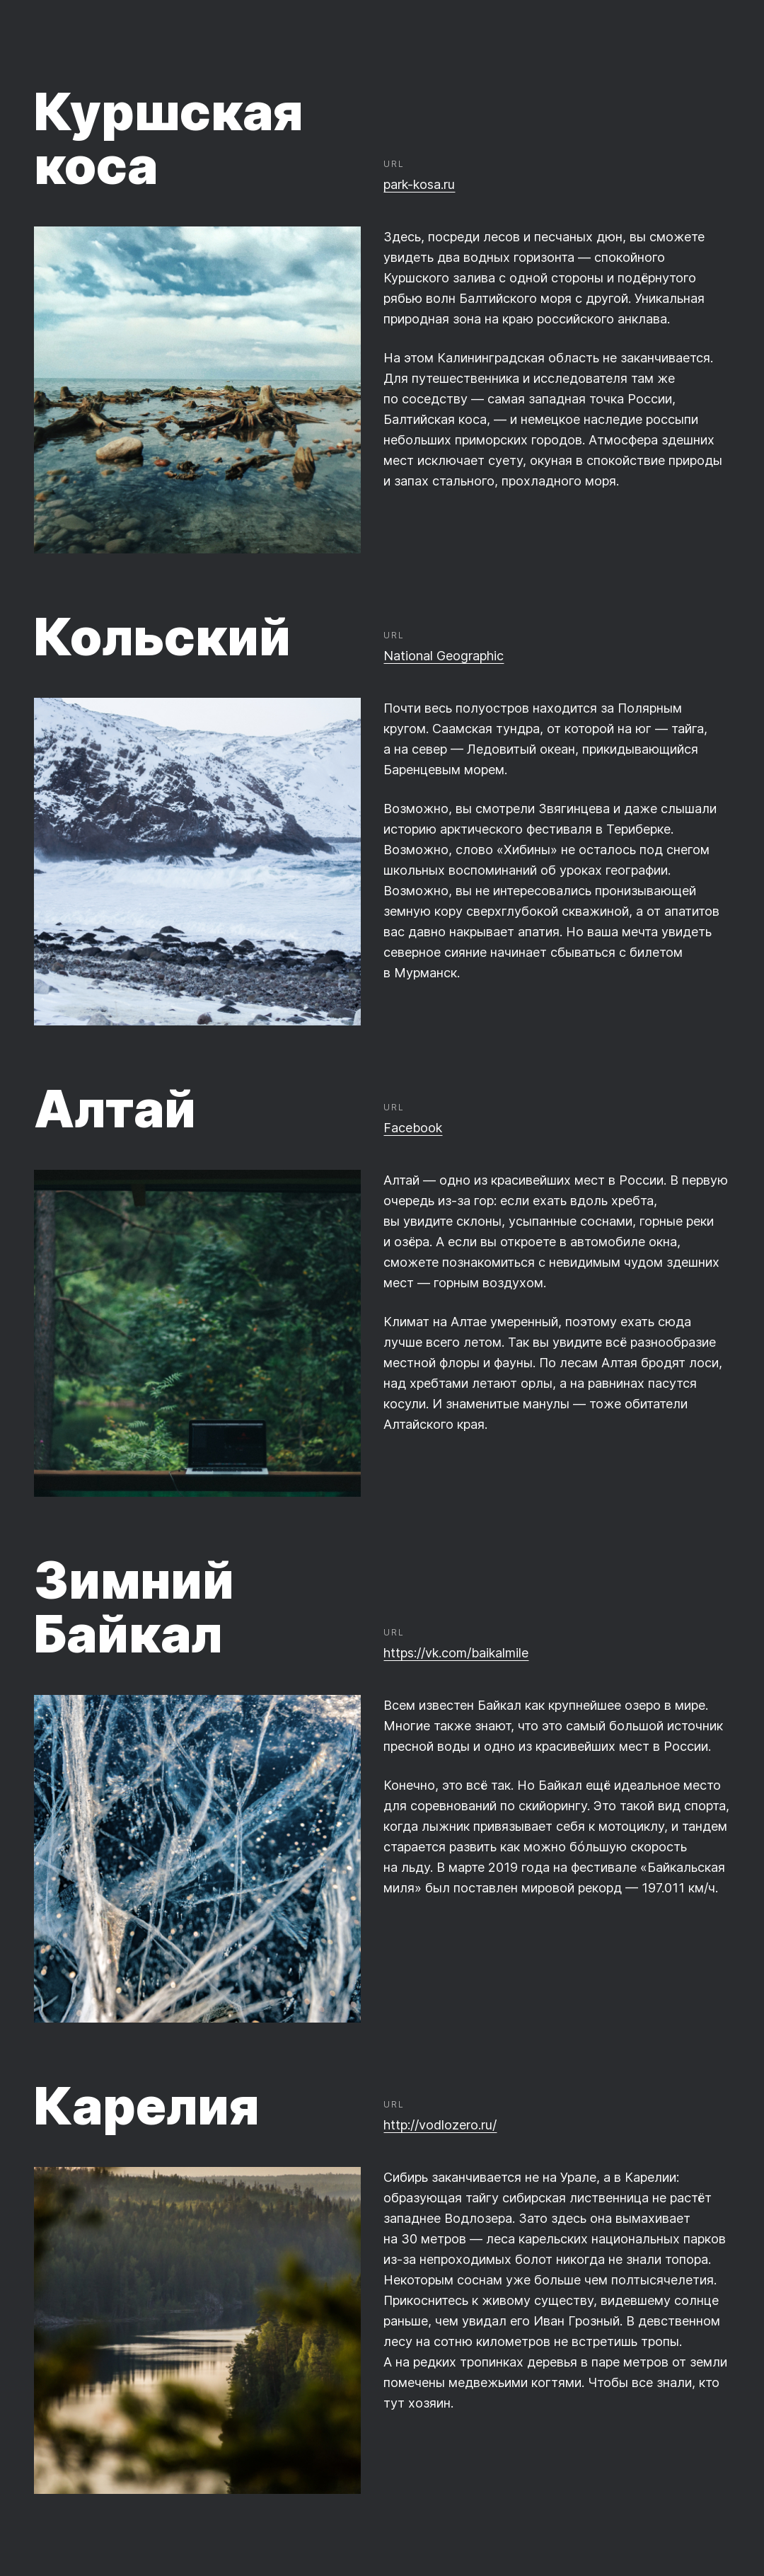 Куршская
коса
URL
park-kosa.ru
Здесь, посреди лесов и песчаных дюн, вы сможете
увидеть два водных горизонта — спокойного
Куршского залива с одной стороны и подёрнутого
рябью волн Балтийского моря с другой. Уникальная
природная зона на краю российского анклава.
На этом Калининградская область не заканчивается.
Для путешественника и исследователя там же
по соседству — самая западная точка России,
Балтийская коса, — и немецкое наследие россыпи
небольших приморских городов. Атмосфера здешних
мест исключает суету, окуная в спокойствие природы
и запах стального, прохладного моря.
Кольский
URL
National Geographic
Почти весь полуостров находится за Полярным
кругом. Саамская тундра, от которой на юг — тайга,
а на север — Ледовитый океан, прикидывающийся
Баренцевым морем.
Возможно, вы смотрели Звягинцева и даже слышали
историю арктического фестиваля в Териберке.
Возможно, слово «Хибины» не осталось под снегом
школьных воспоминаний об уроках географии.
Возможно, вы не интересовались пронизывающей
земную кору сверхглубокой скважиной, а от апатитов
вас давно накрывает апатия. Но ваша мечта увидеть
северное сияние начинает сбываться с билетом
в Мурманск.
Алтай
URL
Facebook
Алтай — одно из красивейших мест в России. В первую
очередь из-за гор: если ехать вдоль хребта,
вы увидите склоны, усыпанные соснами, горные реки
и озёра. А если вы откроете в автомобиле окна,
сможете познакомиться с невидимым чудом здешних
мест — горным воздухом.
Климат на Алтае умеренный, поэтому ехать сюда
лучше всего летом. Так вы увидите всё разнообразие
местной флоры и фауны. По лесам Алтая бродят лоси,
над хребтами летают орлы, а на равнинах пасутся
косули. И знаменитые манулы — тоже обитатели
Алтайского края.
Зимний
Байкал
URL
https://vk.com/baikalmile
Всем известен Байкал как крупнейшее озеро в мире.
Многие также знают, что это самый большой источник
пресной воды и одно из красивейших мест в России.
Конечно, это всё так. Но Байкал ещё идеальное место
для соревнований по скийорингу. Это такой вид спорта,
когда лыжник привязывает себя к мотоциклу, и тандем
старается развить как можно бо́льшую скорость
на льду. В марте 2019 года на фестивале «Байкальская
миля» был поставлен мировой рекорд — 197.011 км/ч.
Карелия
URL
http://vodlozero.ru/
Сибирь заканчивается не на Урале, а в Карелии:
образующая тайгу сибирская лиственница не растёт
западнее Водлозера. Зато здесь она вымахивает
на 30 метров — леса карельских национальных парков
из-за непроходимых болот никогда не знали топора.
Некоторым соснам уже больше чем полтысячелетия.
Прикоснитесь к живому существу, видевшему солнце
раньше, чем увидал его Иван Грозный. В девственном
лесу на сотню километров не встретишь тропы.
А на редких тропинках деревья в паре метров от земли
помечены медвежьими когтями. Чтобы все знали, кто
тут хозяин.